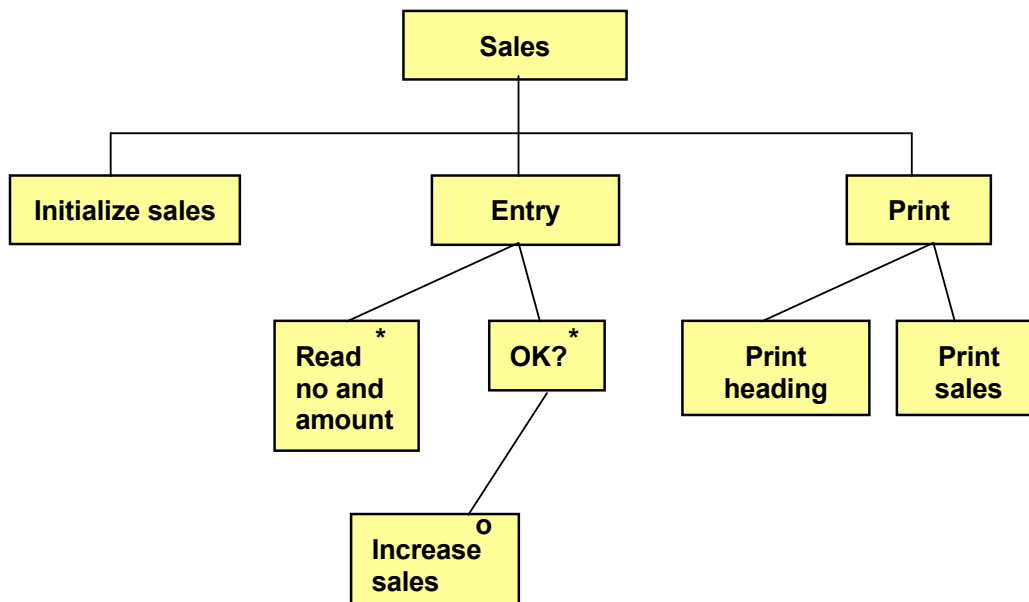 Sales
Initialize sales
Entry
Print
Read *
no and
amount
OK? *
Print
heading
Print
sales
Increase o
sales